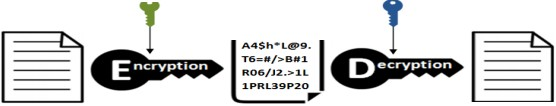 Encryption
A4$h*L@9.
T6=#/>B#1
R06/J2.>1L
1PRL39P20
Decryption